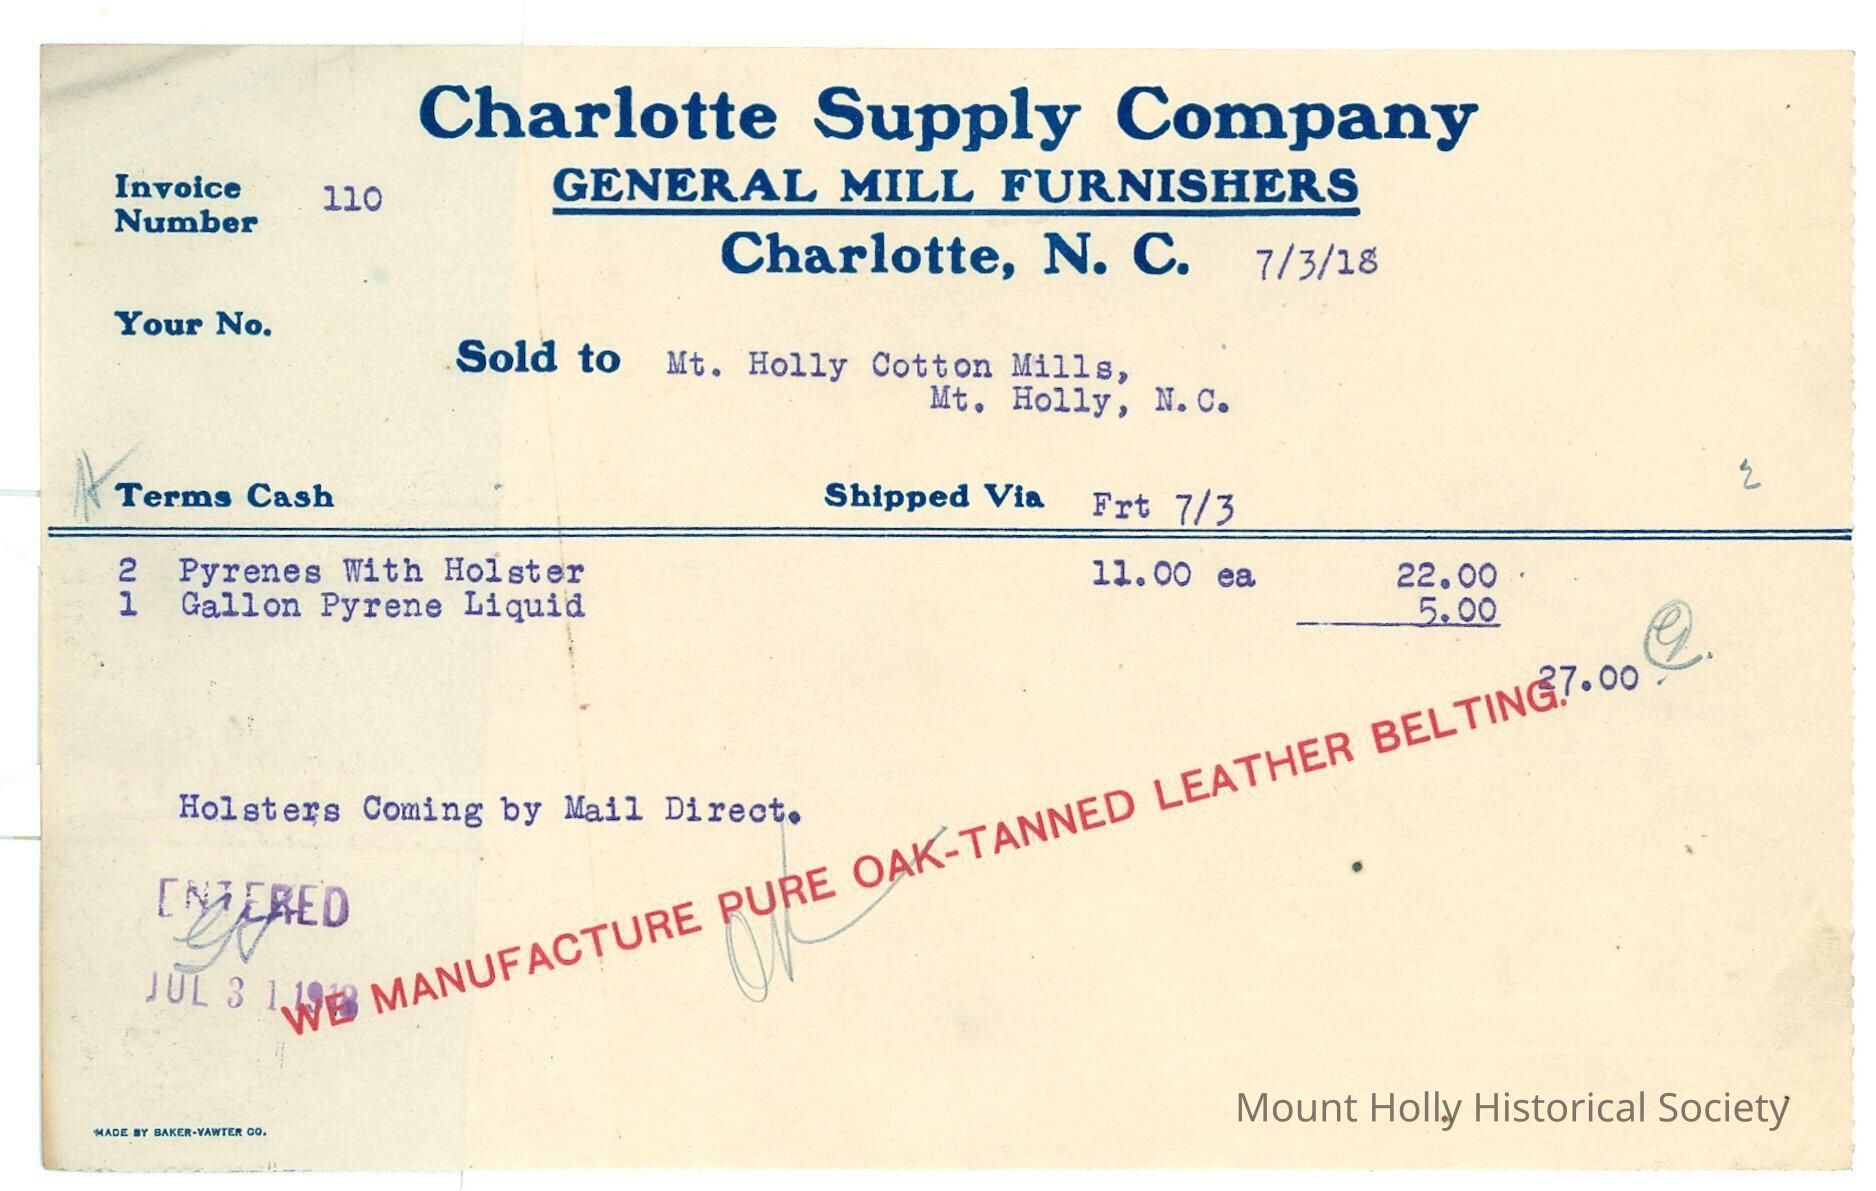 Charlotte Supply Company
GENERAL MILL FURNISHERS
Charlotte, N. C. 7/3/18
Invoice
Number 110
Your No.
Sold to Mt. Holly Cotton Mills,
Mt. Holly, N.C.
Terms Cash Shipped Via Frt 7/3
2 Pyrenes With Holster 11.00 ea 22.00
1 Gallon Pyrene Liquid 5.00
27.00
Holsters Coming by Mail Direct.
WE MANUFACTURE PURE OAK-TANNED LEATHER BELTING.
OK
ENTERED
JUL 31 1918
MADE BY BAKER-VAWTER CO.
Mount Holly Historical Society